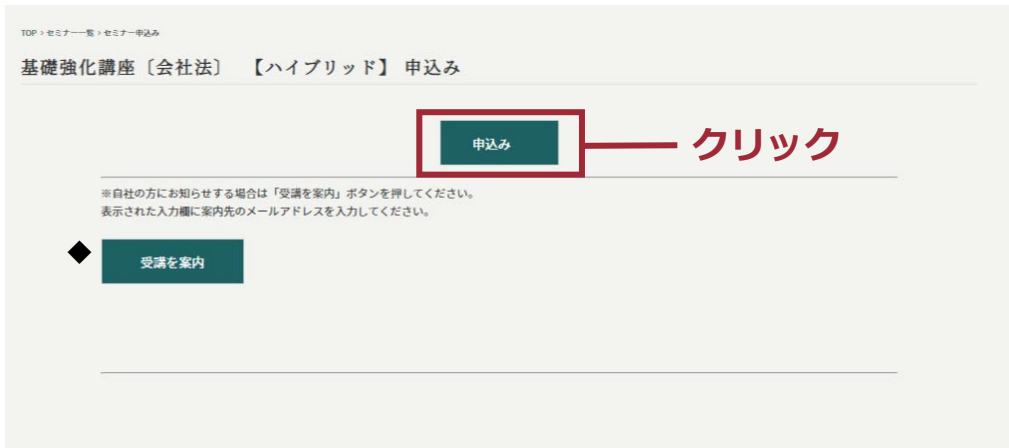 TOP > セミナー一覧 > セミナー申込み
基礎強化講座〔会社法〕 【ハイブリッド】 申込み
申込み
クリック
※自社の方にお知らせする場合は「受講を案内」ボタンを押してください。
表示された入力欄に案内先のメールアドレスを入力してください。
◆
受講を案内